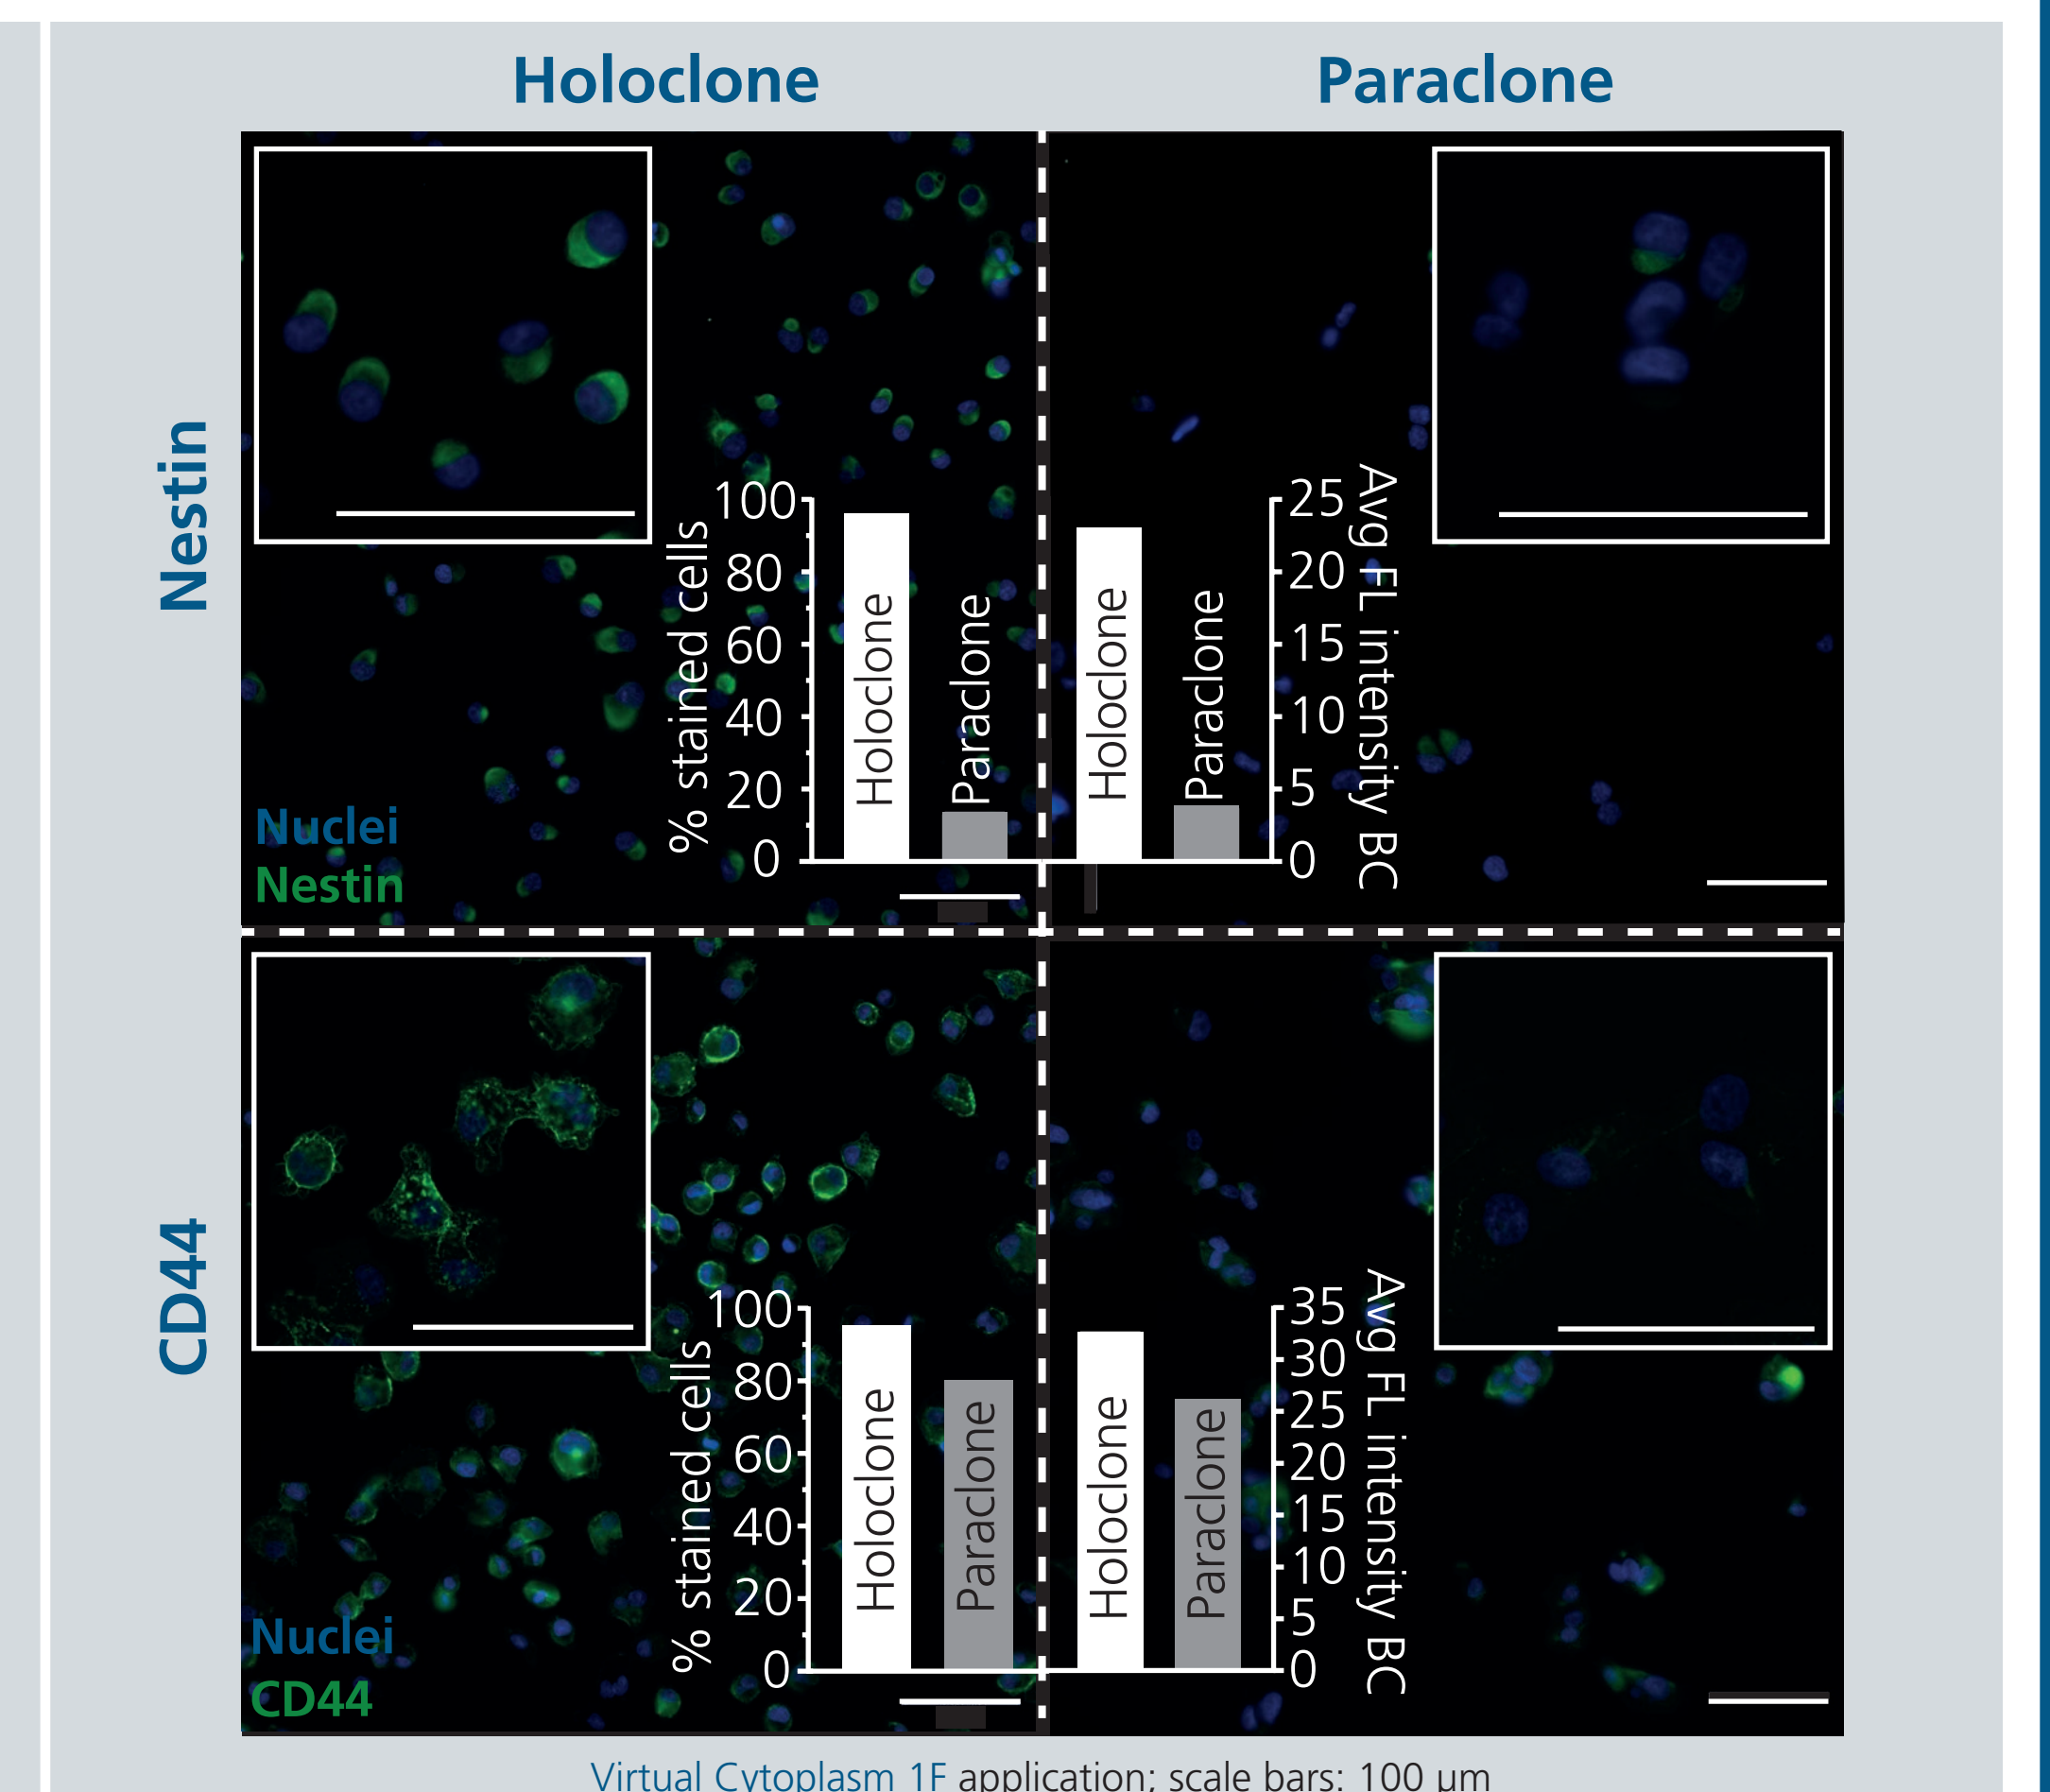 Holoclone
Paraclone
Nestin
% stained cells
100
80
60
40
20
0
Holoclone
Paraclone
Holoclone
Paraclone
25
20
15
10
5
0
Avg FL intensity BC
Nuclei
Nestin
CD44
% stained cells
100
80
60
40
20
0
Holoclone
Paraclone
Holoclone
Paraclone
35
30
25
20
15
10
5
0
Avg FL intensity BC
Nuclei
CD44
Virtual Cytoplasm 1F application; scale bars: 100 µm